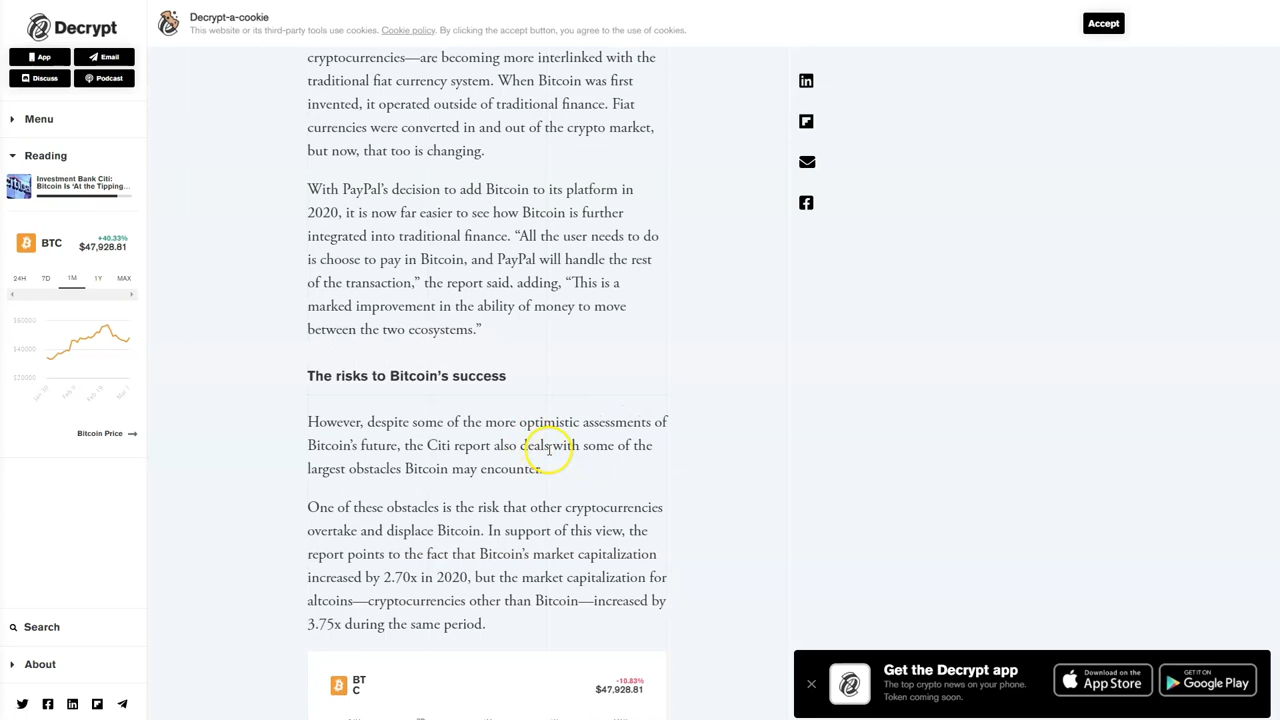 Decrypt
App
Email
Discuss
Podcast
Menu
Reading
Investment Bank Citi:
Bitcoin Is 'At the Tipping...
BTC
+40.33%
$47,928.81
24H 7D 1M 1Y MAX
$60000
$40000
$20000
Bitcoin Price
Search
About
Decrypt-a-cookie
This website or its third-party tools use cookies. Cookie policy. By clicking the accept button, you agree to the use of cookies.
Accept
cryptocurrencies—are becoming more interlinked with the
traditional fiat currency system. When Bitcoin was first
invented, it operated outside of traditional finance. Fiat
currencies were converted in and out of the crypto market,
but now, that too is changing.
With PayPal's decision to add Bitcoin to its platform in
2020, it is now far easier to see how Bitcoin is further
integrated into traditional finance. “All the user needs to do
is choose to pay in Bitcoin, and PayPal will handle the rest
of the transaction,” the report said, adding, “This is a
marked improvement in the ability of money to move
between the two ecosystems.”
The risks to Bitcoin's success
However, despite some of the more optimistic assessments of
Bitcoin's future, the Citi report also deals with some of the
largest obstacles Bitcoin may encounter.
One of these obstacles is the risk that other cryptocurrencies
overtake and displace Bitcoin. In support of this view, the
report points to the fact that Bitcoin's market capitalization
increased by 2.70x in 2020, but the market capitalization for
altcoins—cryptocurrencies other than Bitcoin—increased by
3.75x during the same period.
BT
C
-10.83%
$47,928.81
Get the Decrypt app
The top crypto news on your phone.
Token coming soon.
Download on the
App Store
GET IT ON
Google Play